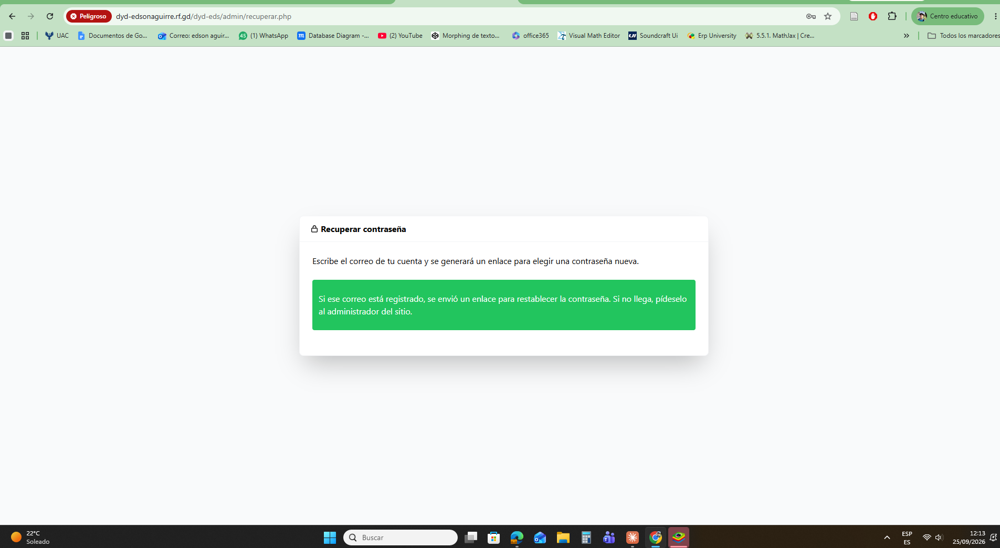 Peligroso
dyd-edsonaguirre.rf.gd/dyd-eds/admin/recuperar.php
Centro educativo
UAC
Documentos de Go...
Correo: edson aguir...
45
(1) WhatsApp
Database Diagram -...
(2) YouTube
Morphing de texto...
office365
Visual Math Editor
Soundcraft Ui
Erp University
5.5.1. MathJax | Cre...
»
Todos los marcadores
Recuperar contraseña
Escribe el correo de tu cuenta y se generará un enlace para elegir una contraseña nueva.
Si ese correo está registrado, se envió un enlace para restablecer la contraseña. Si no llega, pídeselo
al administrador del sitio.
22°C
Soleado
Buscar
ESP
ES
12:13
25/09/2026